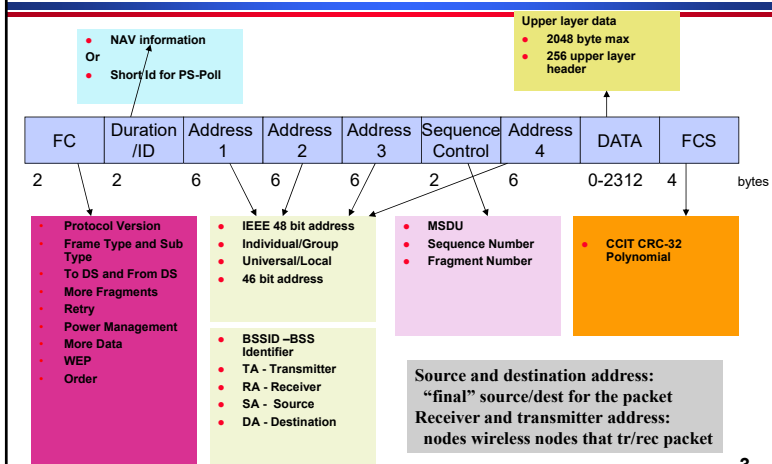 NAV information
Or
Short Id for PS-Poll
Upper layer data
2048 byte max
256 upper layer
header
FC
Duration
/ID
Address
1
Address
2
Address
3
Sequence
Control
Address
4
DATA
FCS
2
2
6
6
6
2
6
0-2312
4
bytes
Protocol Version
Frame Type and Sub
Type
To DS and From DS
More Fragments
Retry
Power Management
More Data
WEP
Order
IEEE 48 bit address
Individual/Group
Universal/Local
46 bit address
BSSID –BSS
Identifier
TA - Transmitter
RA - Receiver
SA - Source
DA - Destination
MSDU
Sequence Number
Fragment Number
CCIT CRC-32
Polynomial
Source and destination address:
“final” source/dest for the packet
Receiver and transmitter address:
nodes wireless nodes that tr/rec packet